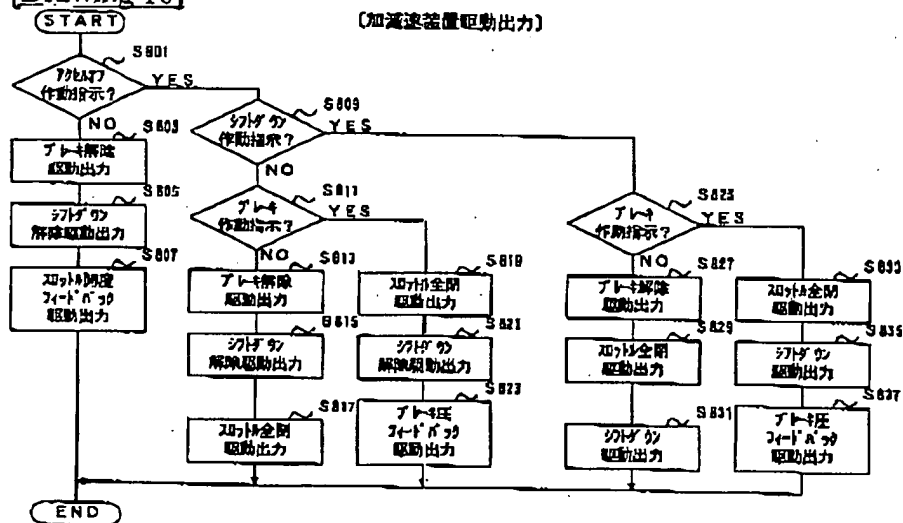 START
〔加減速装置駆動出力〕
S801
アクセルオフ
作動指示?
YES
NO
S803
ブレーキ解除
駆動出力
S805
シフトダウン
解除駆動出力
S807
スロットル開度
フィードバック
駆動出力
S809
シフトダウン
作動指示?
YES
NO
S811
ブレーキ
作動指示?
YES
NO
S813
ブレーキ解除
駆動出力
S815
シフトダウン
解除駆動出力
S817
スロットル全閉
駆動出力
S819
スロットル全閉
駆動出力
S821
シフトダウン
解除駆動出力
S823
ブレーキ圧
フィードバック
駆動出力
S825
ブレーキ
作動指示?
YES
NO
S827
ブレーキ解除
駆動出力
S829
スロットル全閉
駆動出力
S831
シフトダウン
駆動出力
S833
スロットル全閉
駆動出力
S835
シフトダウン
駆動出力
S837
ブレーキ圧
フィードバック
駆動出力
END